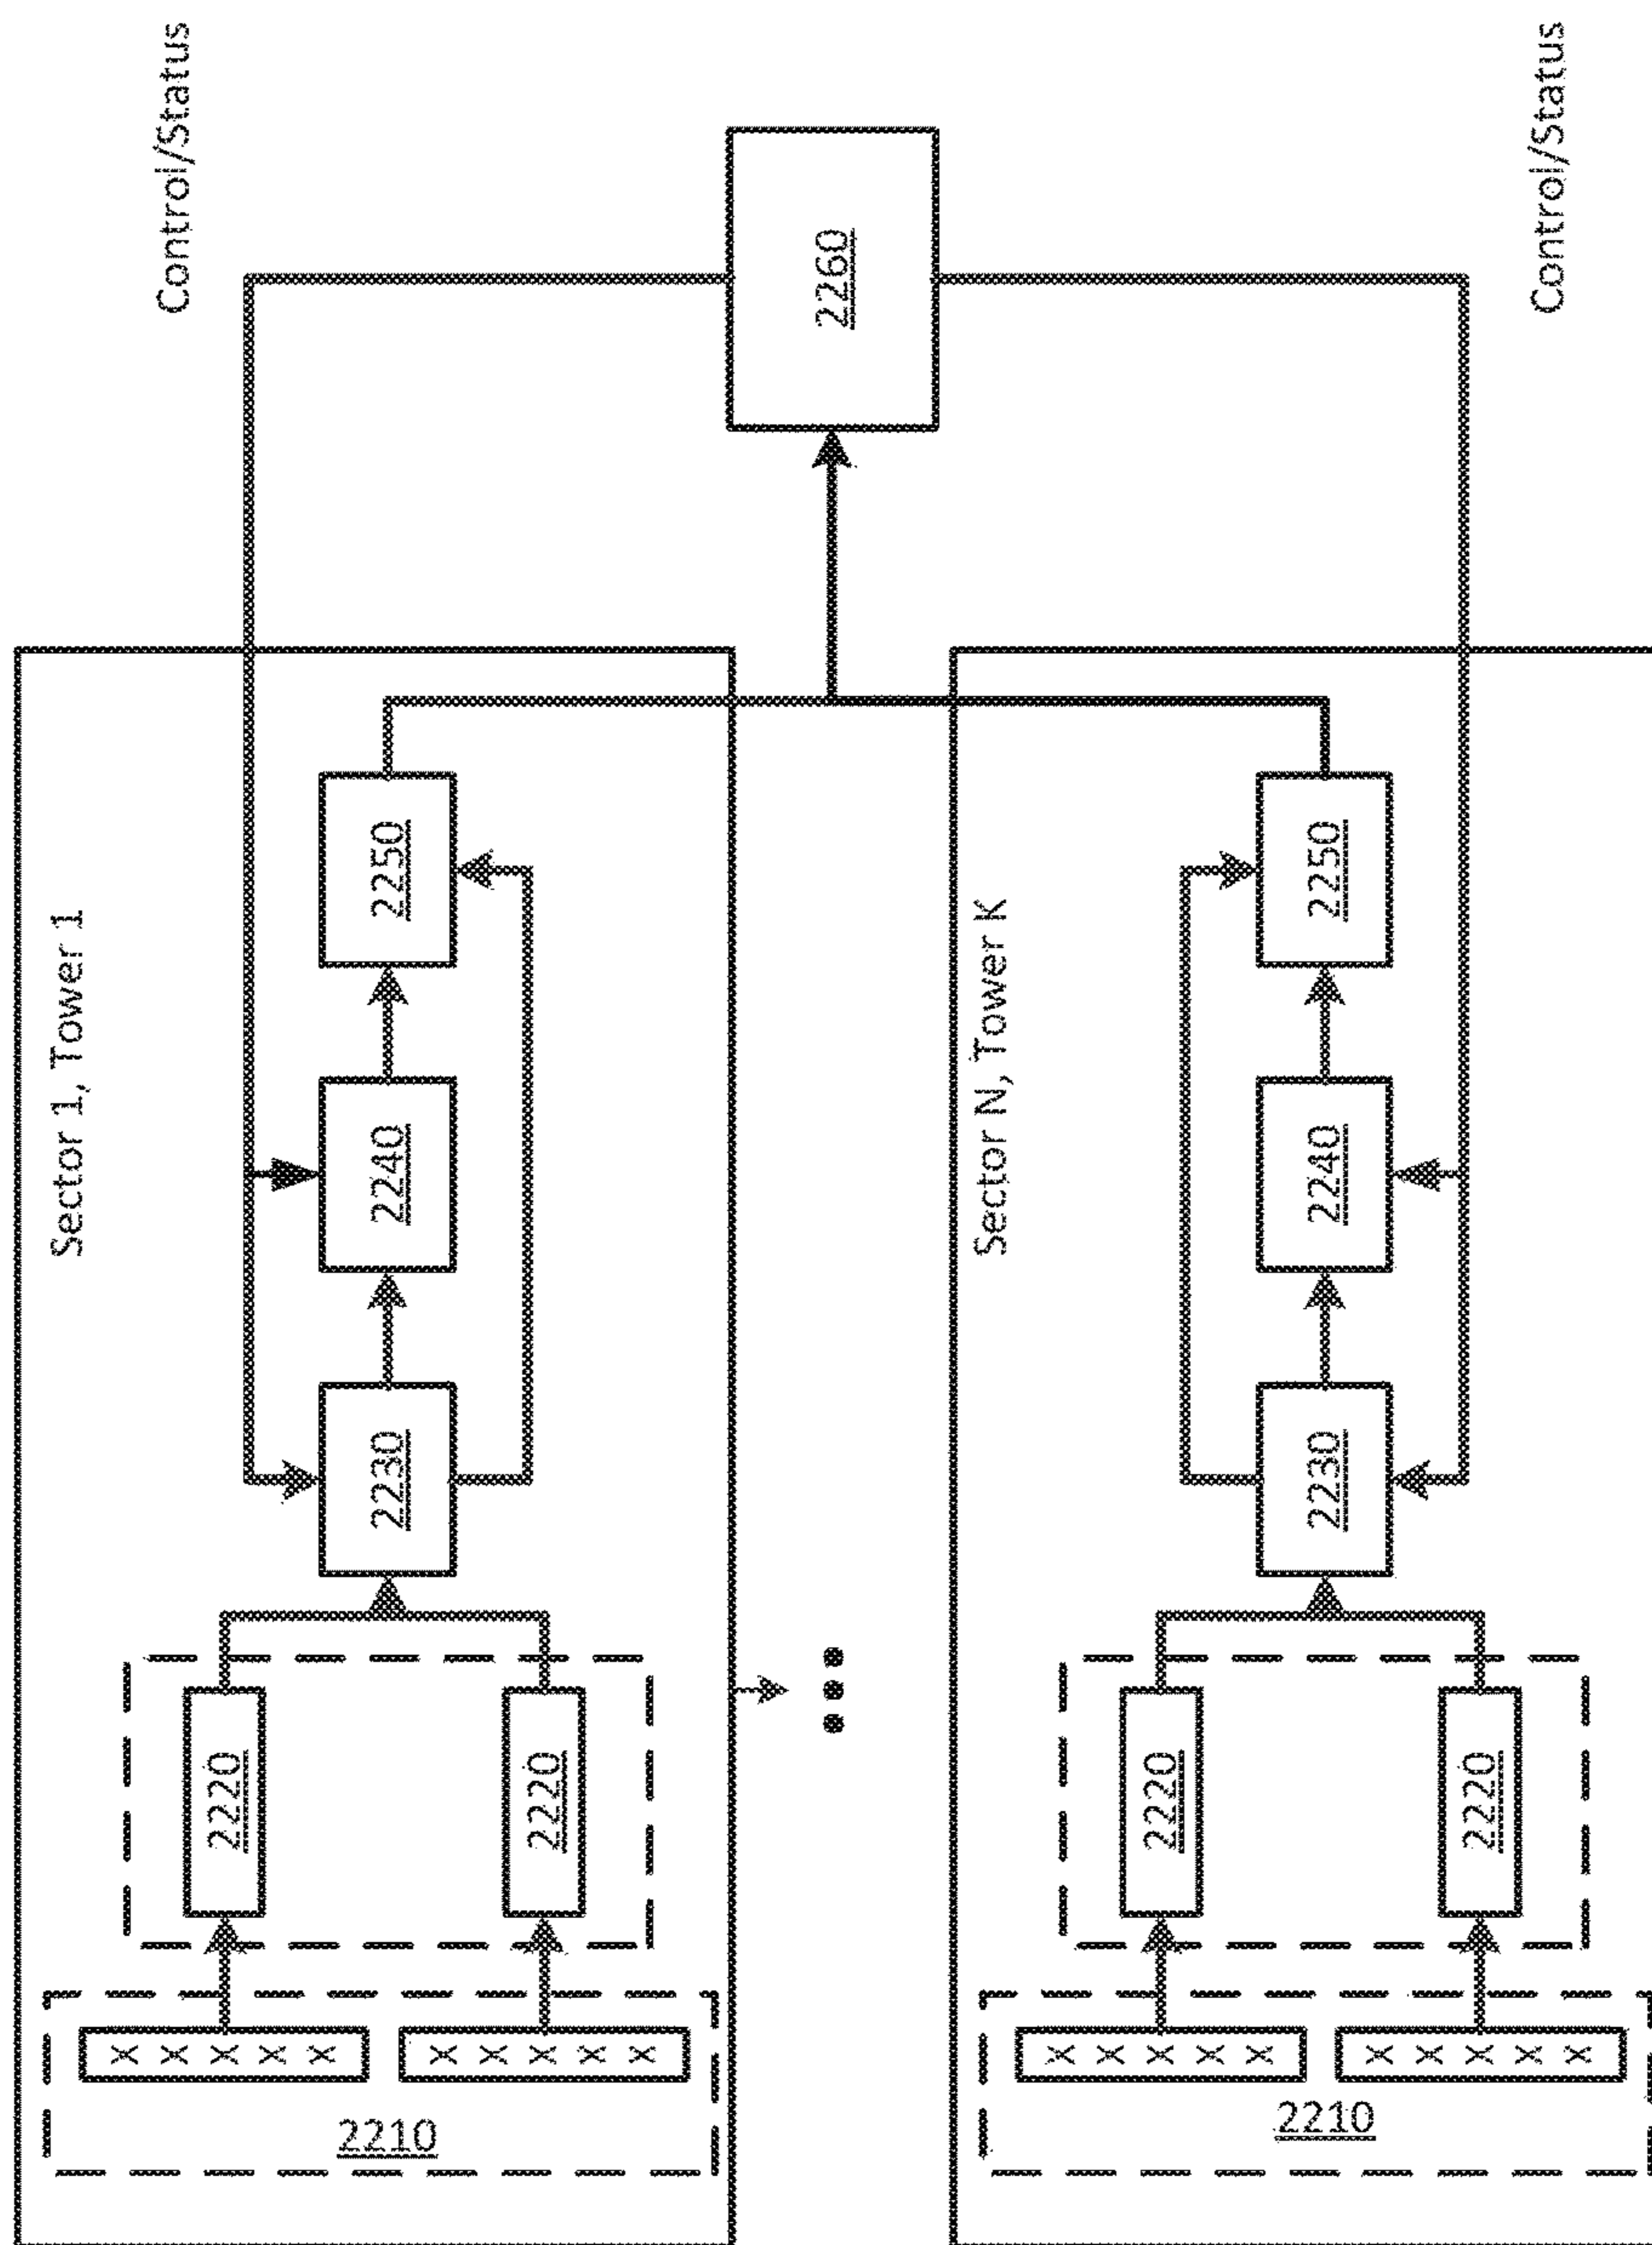 Sector 1, Tower 1
Control/Status
2210
X X X X X
X X X X X
2220
2220
2230
2240
2250
2260
Sector N, Tower K
Control/Status
2210
X X X X X
X X X X X
2220
2220
2230
2240
2250